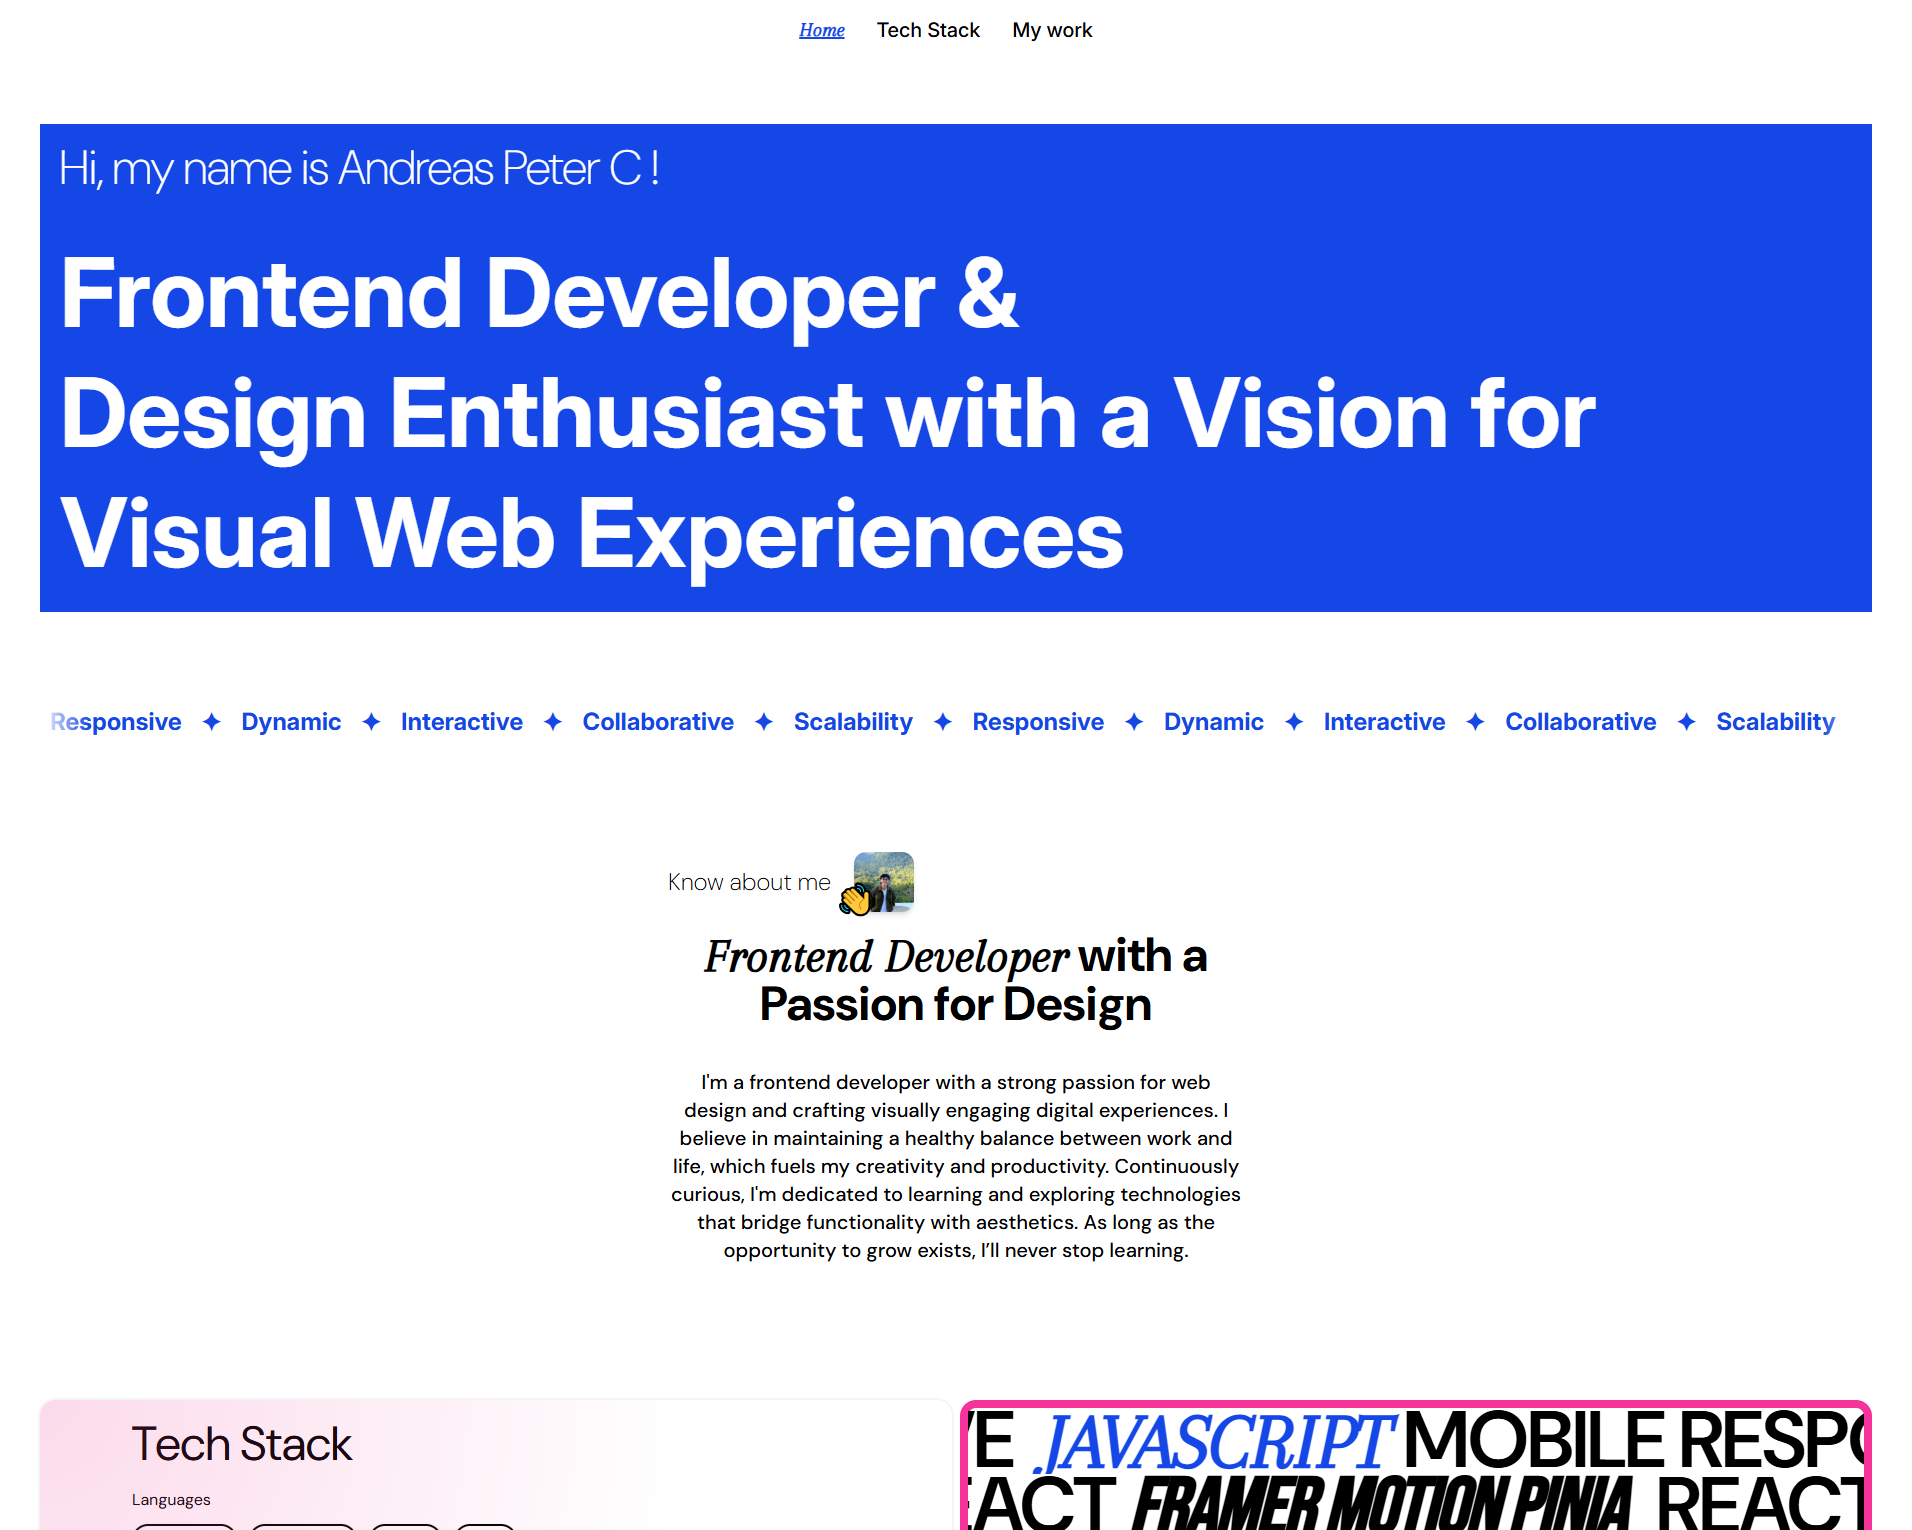 Home Tech Stack My work
Hi, my name is Andreas Peter C !
Frontend Developer &
Design Enthusiast with a Vision for
Visual Web Experiences
Responsive ✦ Dynamic ✦ Interactive ✦ Collaborative ✦ Scalability ✦ Responsive ✦ Dynamic ✦ Interactive ✦ Collaborative ✦ Scalability
Know about me
Frontend Developer with a
Passion for Design
I'm a frontend developer with a strong passion for web
design and crafting visually engaging digital experiences. I
believe in maintaining a healthy balance between work and
life, which fuels my creativity and productivity. Continuously
curious, I'm dedicated to learning and exploring technologies
that bridge functionality with aesthetics. As long as the
opportunity to grow exists, I’ll never stop learning.
Tech Stack
Languages
JAVASCRIPT MOBILE
FRAMER MOTION PINIA REACT